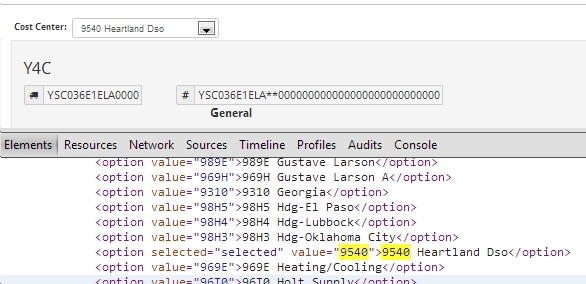 Cost Center: 9540 Heartland Dso
Y4C
YSC036E1ELA0000 # YSC036E1ELA**0000000000000000000000000
General
Elements Resources Network Sources Timeline Profiles Audits Console
<option value="989E">989E Gustave Larson</option>
<option value="969H">969H Gustave Larson A</option>
<option value="9310">9310 Georgia</option>
<option value="98H5">98H5 Hdg-El Paso</option>
<option value="98H4">98H4 Hdg-Lubbock</option>
<option value="98H3">98H3 Hdg-Oklahoma City</option>
<option selected="selected" value="9540">9540 Heartland Dso</option>
<option value="969E">969E Heating/Cooling</option>
<option value="96T0">96T0 Holt Supply</option>